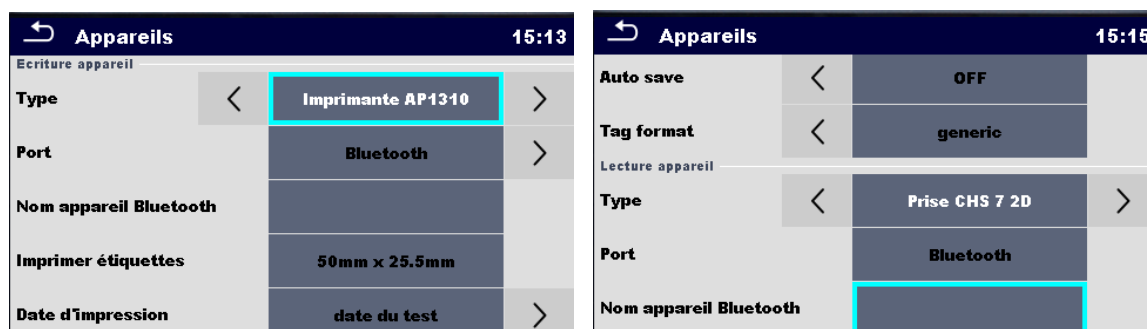 Appareils 15:13
Ecriture appareil
Type Imprimante AP1310
Port Bluetooth
Nom appareil Bluetooth
Imprimer étiquettes 50mm x 25.5mm
Date d'impression date du test
Appareils 15:15
Auto save OFF
Tag format generic
Lecture appareil
Type Prise CHS 7 2D
Port Bluetooth
Nom appareil Bluetooth